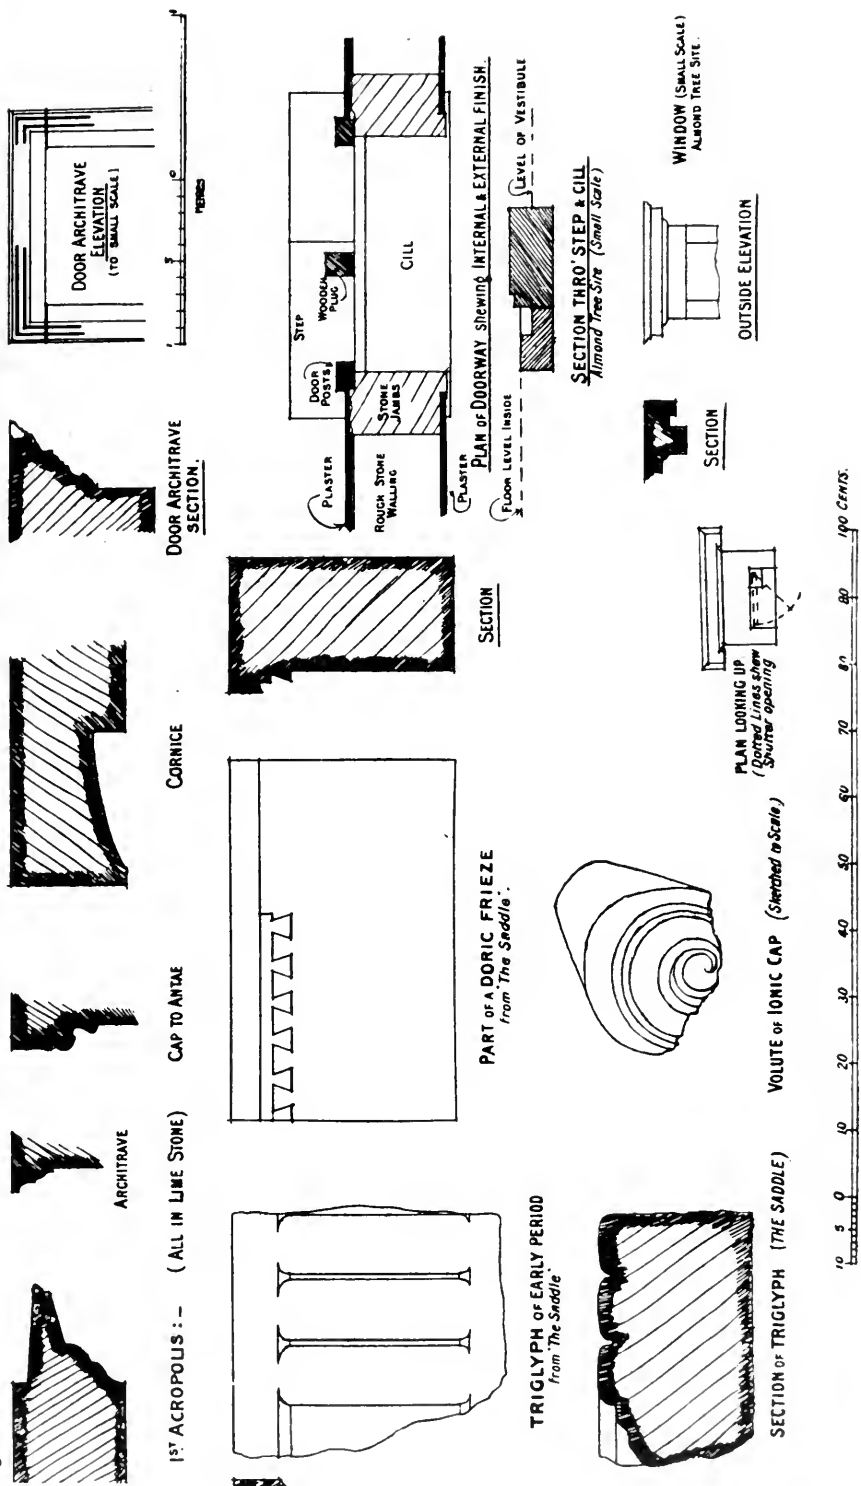 1ST ACROPOLIS:– (ALL IN LIME STONE)
ARCHITRAVE
CAP TO ANTAE
CORNICE
DOOR ARCHITRAVE
SECTION.
DOOR ARCHITRAVE
ELEVATION
(TO SMALL SCALE)
1 5 10
METRES
TRIGLYPH OF EARLY PERIOD
from 'The Saddle'
PART OF A DORIC FRIEZE
from 'The Saddle'.
SECTION
PLASTER
ROUGH STONE
WALLING
PLASTER
DOOR
POSTS
STONE
JAMBS
STEP
WOODEN
PLUG
CILL
PLAN OF DOORWAY shewing INTERNAL & EXTERNAL FINISH.
FLOOR LEVEL INSIDE
LEVEL OF VESTIBULE
SECTION THRO' STEP & CILL
Almond Tree Site (Small Scale)
SECTION OF TRIGLYPH (THE SADDLE)
VOLUTE OF IONIC CAP (Sketched to Scale)
PLAN LOOKING UP
(Dotted Lines shew
Shutter opening
SECTION
OUTSIDE ELEVATION
WINDOW (SMALL SCALE)
ALMOND TREE SITE.
10 5 0 10 20 30 40 50 60 70 80 90 100 CENTS.